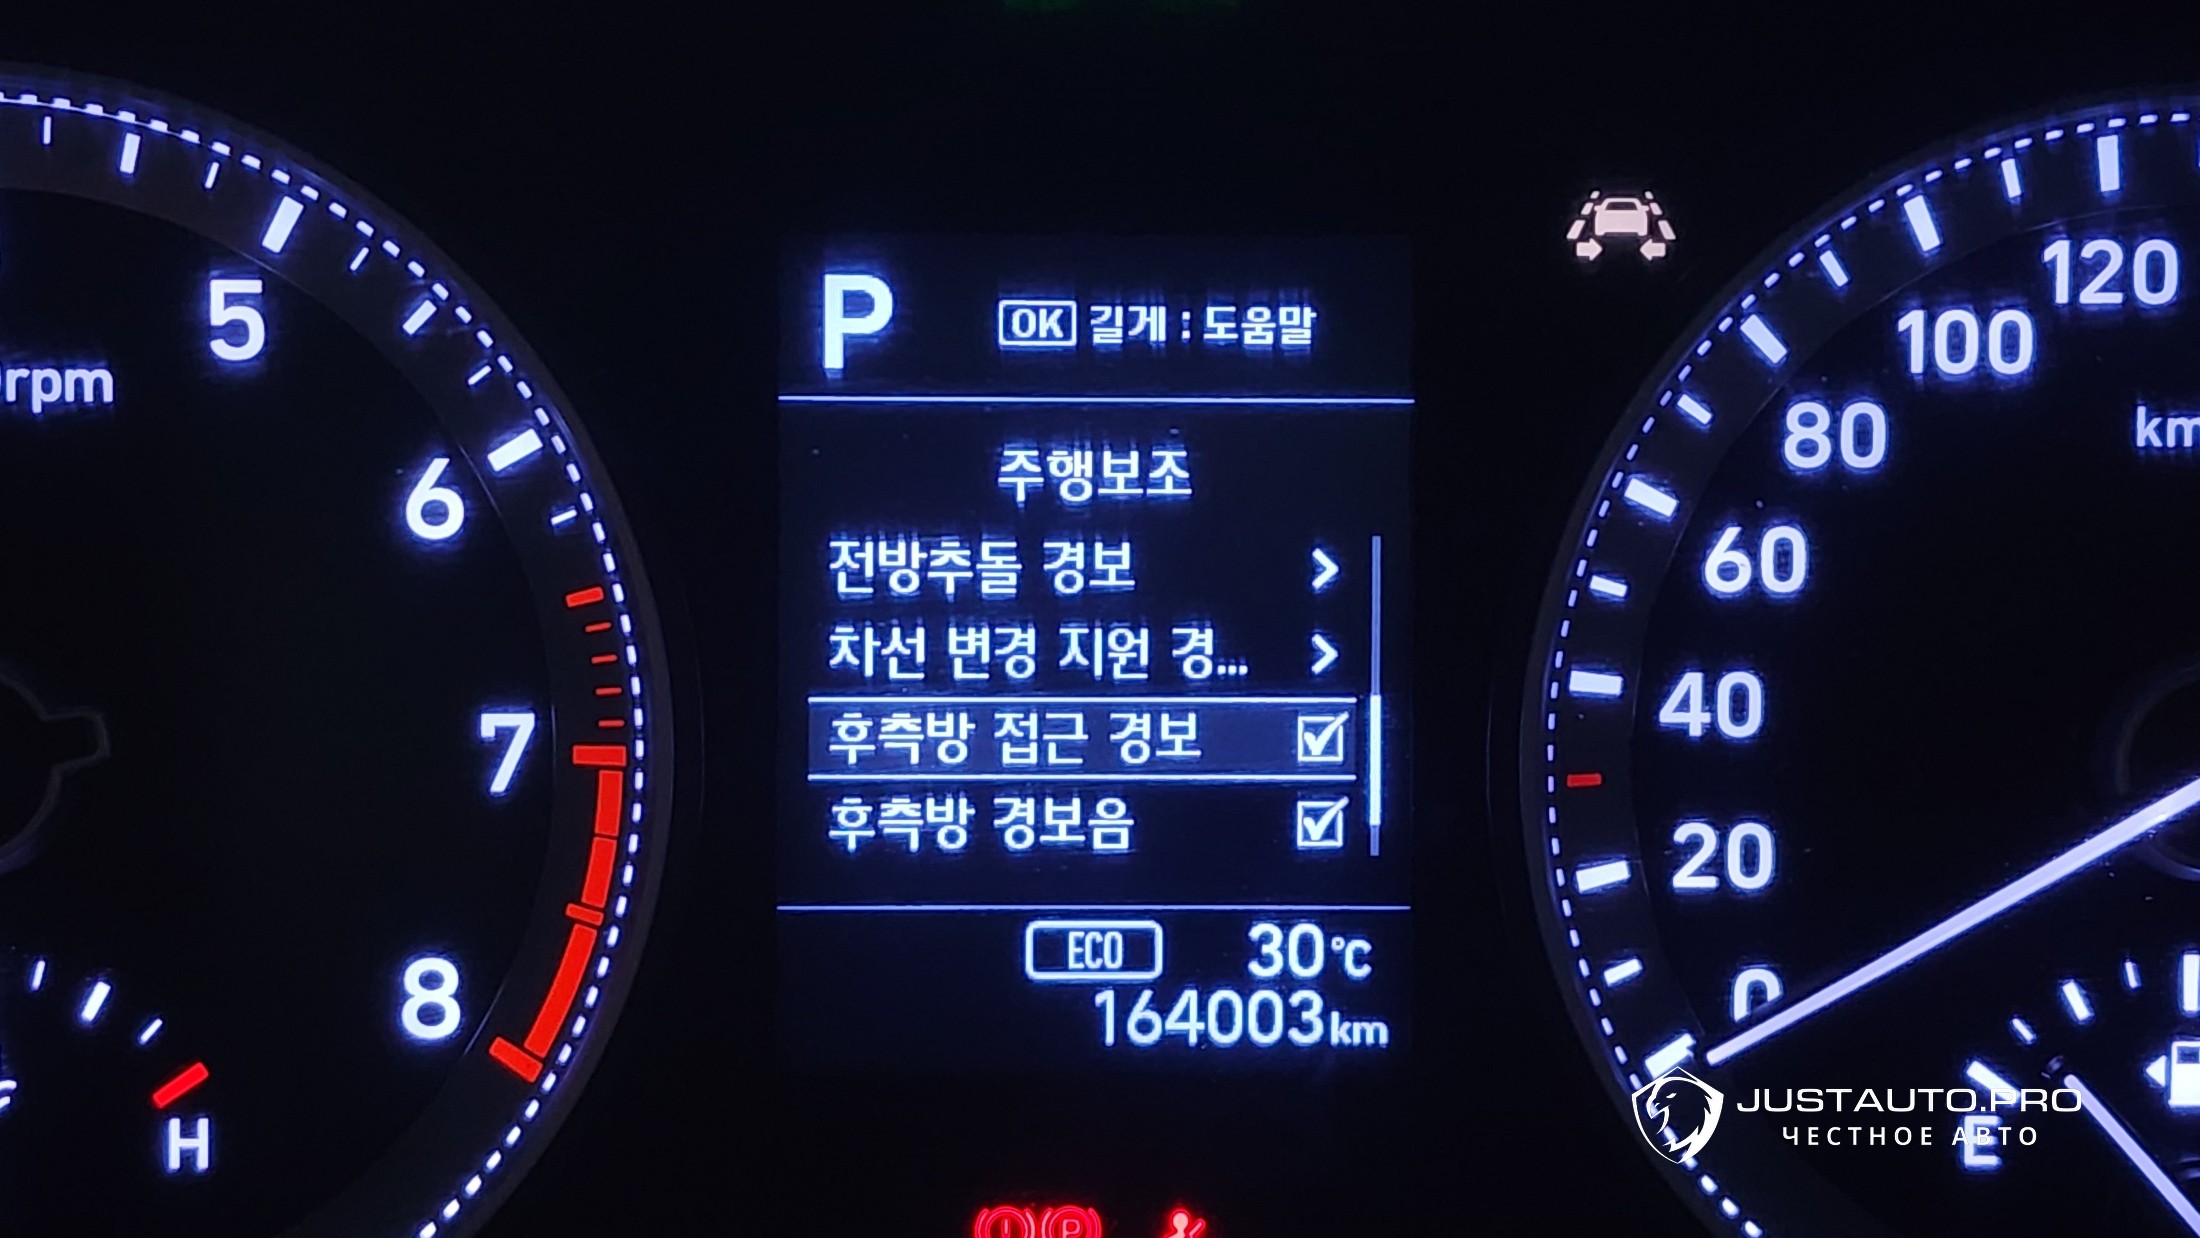 5
rpm
6
7
8
H
P
OK 길게 : 도움말
주행보조
전방추돌 경보
차선 변경 지원 경...
후측방 접근 경보
후측방 경보음
ECO 30℃
164003km
120
100
80
km
60
40
20
0
E
P
JUSTAUTO.PRO
ЧЕСТНОЕ АВТО